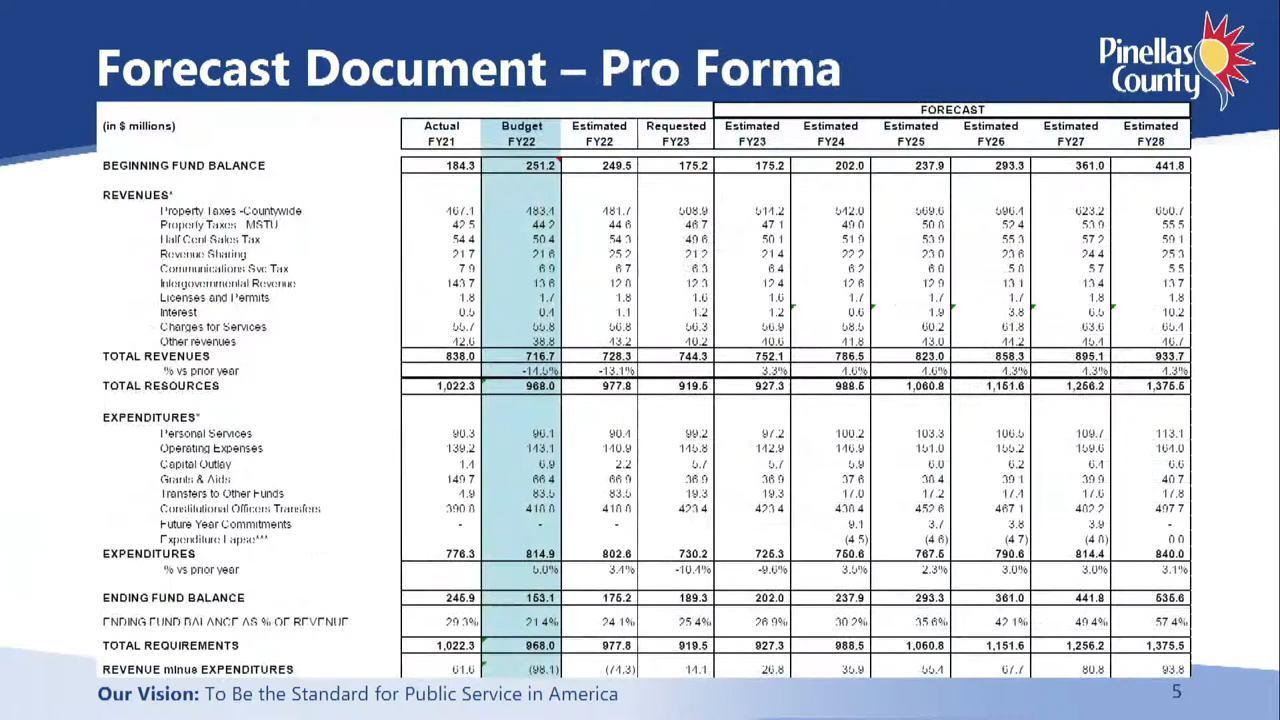 Forecast Document – Pro Forma
Pinellas
County
FORECAST
(in $ millions) Actual Budget Estimated Requested Estimated Estimated Estimated Estimated Estimated Estimated
FY21 FY22 FY22 FY23 FY23 FY24 FY25 FY26 FY27 FY28
BEGINNING FUND BALANCE 184.3 251.2 249.5 175.2 175.2 202.0 237.9 293.3 361.0 441.8
REVENUES*
Property Taxes -Countywide 467.1 483.4 481.7 508.9 514.2 542.0 569.6 596.4 623.2 650.7
Property Taxes - MSTU 42.5 44.2 44.6 46.7 47.1 49.0 50.8 52.4 53.9 55.5
Half Cent Sales Tax 54.4 50.4 54.3 49.6 50.1 51.9 53.9 55.3 57.2 59.1
Revenue Sharing 21.7 21.6 25.2 21.2 21.4 22.2 23.0 23.6 24.4 25.3
Communications Svc Tax 7.9 6.9 6.7 6.3 6.4 6.2 6.0 5.8 5.7 5.5
Intergovernmental Revenue 143.7 13.6 12.8 12.3 12.4 12.6 12.9 13.1 13.4 13.7
Licenses and Permits 1.8 1.7 1.8 1.6 1.6 1.7 1.7 1.7 1.8 1.8
Interest 0.5 0.4 1.1 1.2 1.2 0.6 1.9 3.8 6.5 10.2
Charges for Services 55.7 55.8 56.8 56.3 56.9 58.5 60.2 61.8 63.6 65.4
Other revenues 42.6 38.8 43.2 40.2 40.6 41.8 43.0 44.2 45.4 46.7
TOTAL REVENUES 838.0 716.7 728.3 744.3 752.1 786.5 823.0 858.3 895.1 933.7
% vs prior year -14.5% -13.1% 3.3% 4.6% 4.6% 4.3% 4.3% 4.3%
TOTAL RESOURCES 1,022.3 968.0 977.8 919.5 927.3 988.5 1,060.8 1,151.6 1,256.2 1,375.5
EXPENDITURES*
Personal Services 90.3 96.1 90.4 99.2 97.2 100.2 103.3 106.5 109.7 113.1
Operating Expenses 139.2 143.1 140.9 145.8 142.9 146.9 151.0 155.2 159.6 164.0
Capital Outlay 1.4 6.9 2.2 5.7 5.7 5.9 6.0 6.2 6.4 6.6
Grants & Aids 149.7 66.4 66.9 36.9 36.9 37.6 38.4 39.1 39.9 40.7
Transfers to Other Funds 4.9 83.5 83.5 19.3 19.3 17.0 17.2 17.4 17.6 17.8
Constitutional Officers Transfers 390.8 418.8 418.8 423.4 423.4 438.4 452.6 467.1 482.2 497.7
Future Year Commitments - - - 9.1 3.7 3.8 3.9 -
Expenditure Lapse*** (4.5) (4.6) (4.7) (4.8) 0.0
EXPENDITURES 776.3 814.9 802.6 730.2 725.3 750.6 767.5 790.6 814.4 840.0
% vs prior year 5.0% 3.4% -10.4% -9.6% 3.5% 2.3% 3.0% 3.0% 3.1%
ENDING FUND BALANCE 245.9 153.1 175.2 189.3 202.0 237.9 293.3 361.0 441.8 535.6
ENDING FUND BALANCE AS % OF REVENUE 29.3% 21.4% 24.1% 25.4% 26.9% 30.2% 35.6% 42.1% 49.4% 57.4%
TOTAL REQUIREMENTS 1,022.3 968.0 977.8 919.5 927.3 988.5 1,060.8 1,151.6 1,256.2 1,375.5
REVENUE minus EXPENDITURES 61.6 (98.1) (74.3) 14.1 26.8 35.9 55.4 67.7 80.8 93.8
Our Vision: To Be the Standard for Public Service in America
5